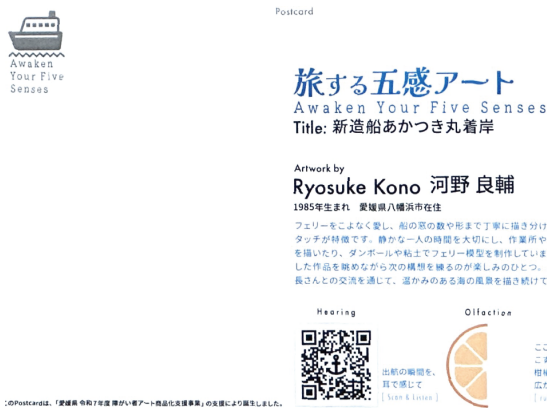 Postcard
Awaken
Your Five
Senses
旅する五感アート
Awaken Your Five Senses
Title: 新造船あかつき丸着岸
Artwork by
Ryosuke Kono 河野 良輔
1985年生まれ 愛媛県八幡浜市在住
フェリーをこよなく愛し、船の窓の数や形まで丁寧に描き分け
タッチが特徴です。静かな一人の時間を大切にし、作業所や
を描いたり、ダンボールや粘土でフェリー模型を制作していま
した作品を眺めながら次の構想を練るのが楽しみのひとつ。
長さんとの交流を通じて、温かみのある海の風景を描き続けて
Hearing
Olfaction
出航の瞬間を、
耳で感じて
[ Scan & Listen ]
ここ
こす
柑橘
広が
このPostcardは、「愛媛県 令和7年度 障がい者アート商品化支援事業」の支援により誕生しました。